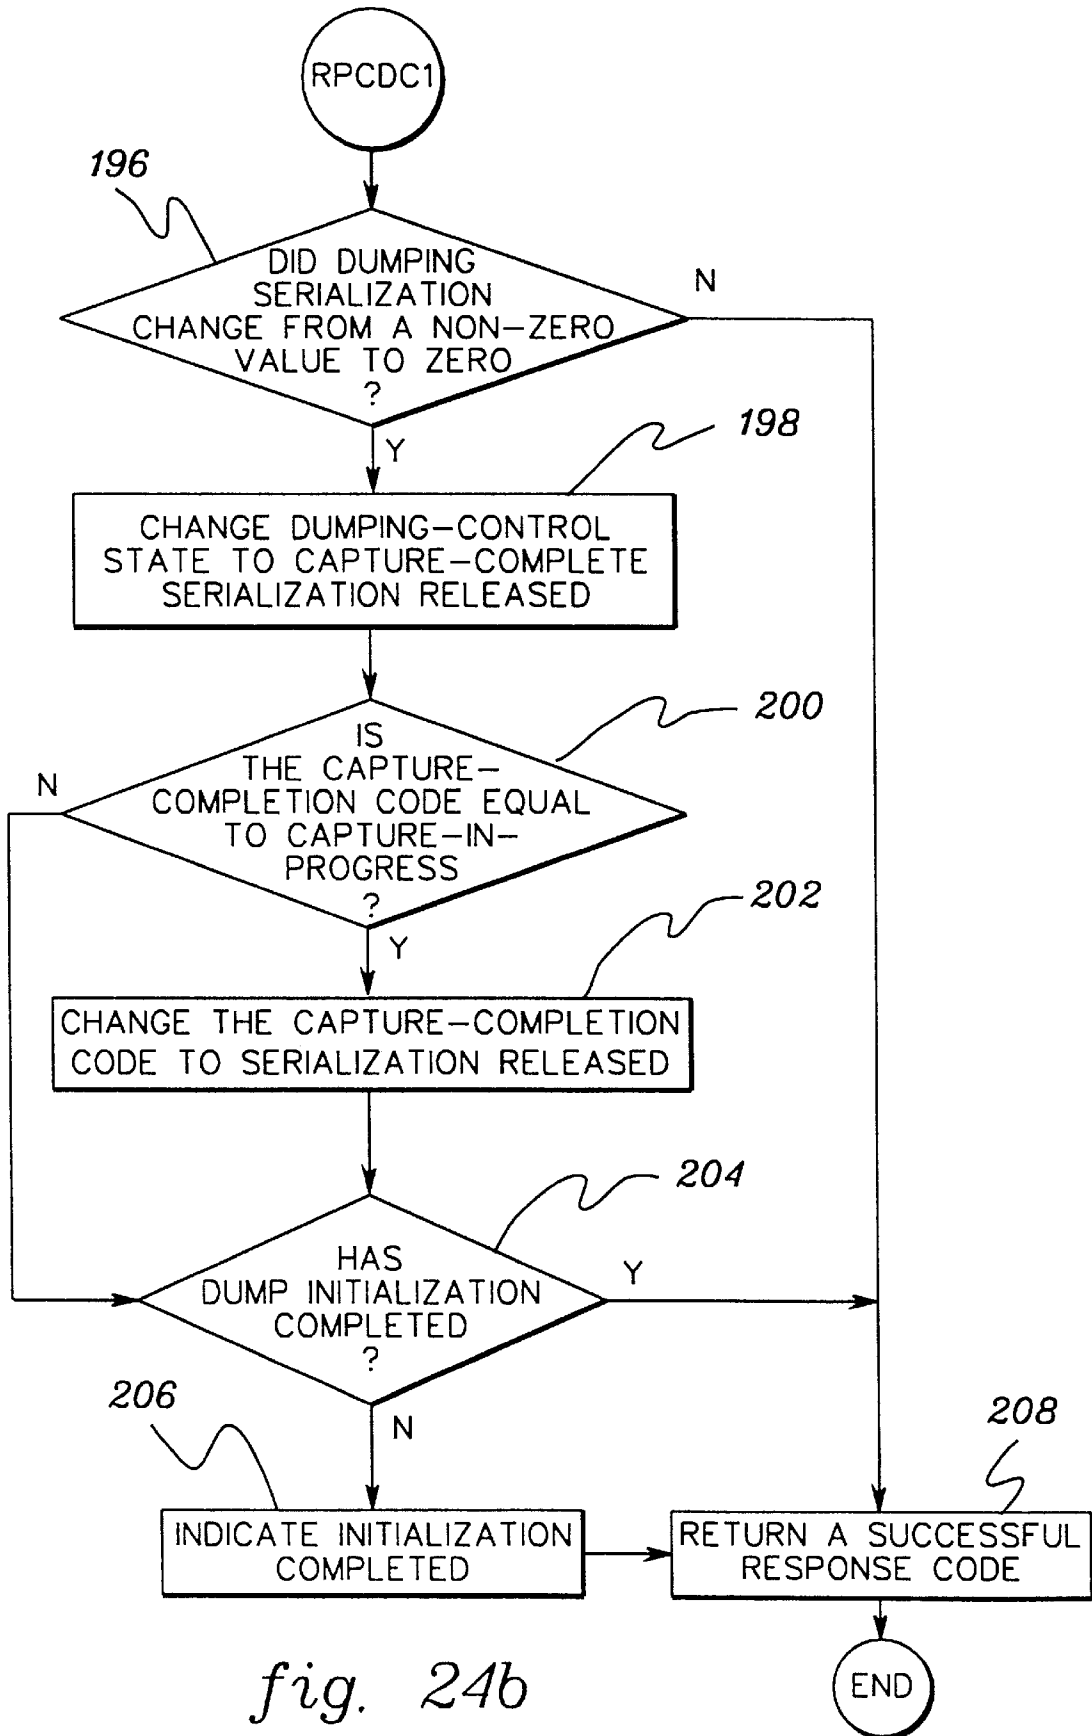 RPCDC1
196
DID DUMPING
SERIALIZATION
CHANGE FROM A NON-ZERO
VALUE TO ZERO
?
N
Y
198
CHANGE DUMPING-CONTROL
STATE TO CAPTURE-COMPLETE
SERIALIZATION RELEASED
200
IS
THE CAPTURE-
COMPLETION CODE EQUAL
TO CAPTURE-IN-
PROGRESS
?
N
Y
202
CHANGE THE CAPTURE-COMPLETION
CODE TO SERIALIZATION RELEASED
204
HAS
DUMP INITIALIZATION
COMPLETED
?
Y
N
206
INDICATE INITIALIZATION
COMPLETED
208
RETURN A SUCCESSFUL
RESPONSE CODE
END
fig. 24b